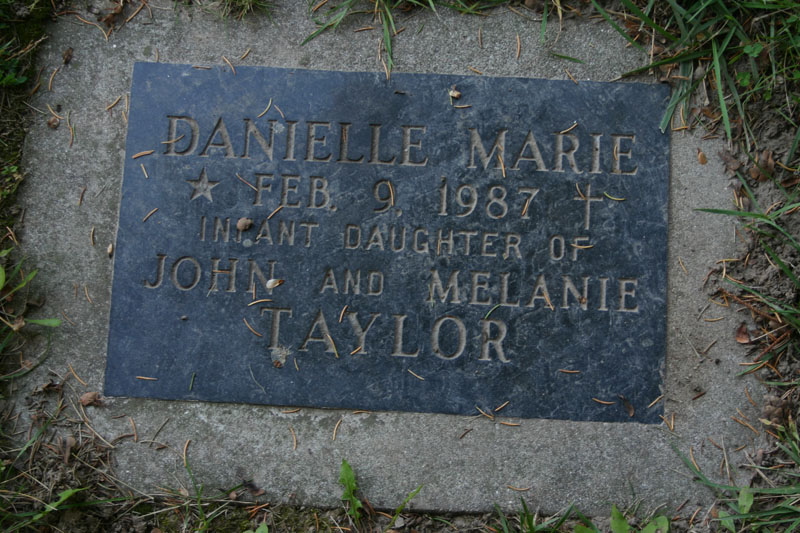 DANIELLE MARIE
★ FEB. 9, 1987 †
INFANT DAUGHTER OF
JOHN AND MELANIE
TAYLOR